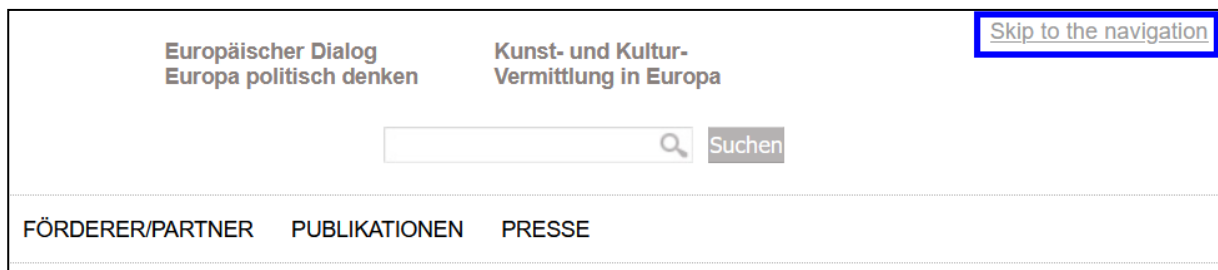 Skip to the navigation
Europäischer Dialog
Europa politisch denken
Kunst- und Kultur-
Vermittlung in Europa
Suchen
FÖRDERER/PARTNER PUBLIKATIONEN PRESSE